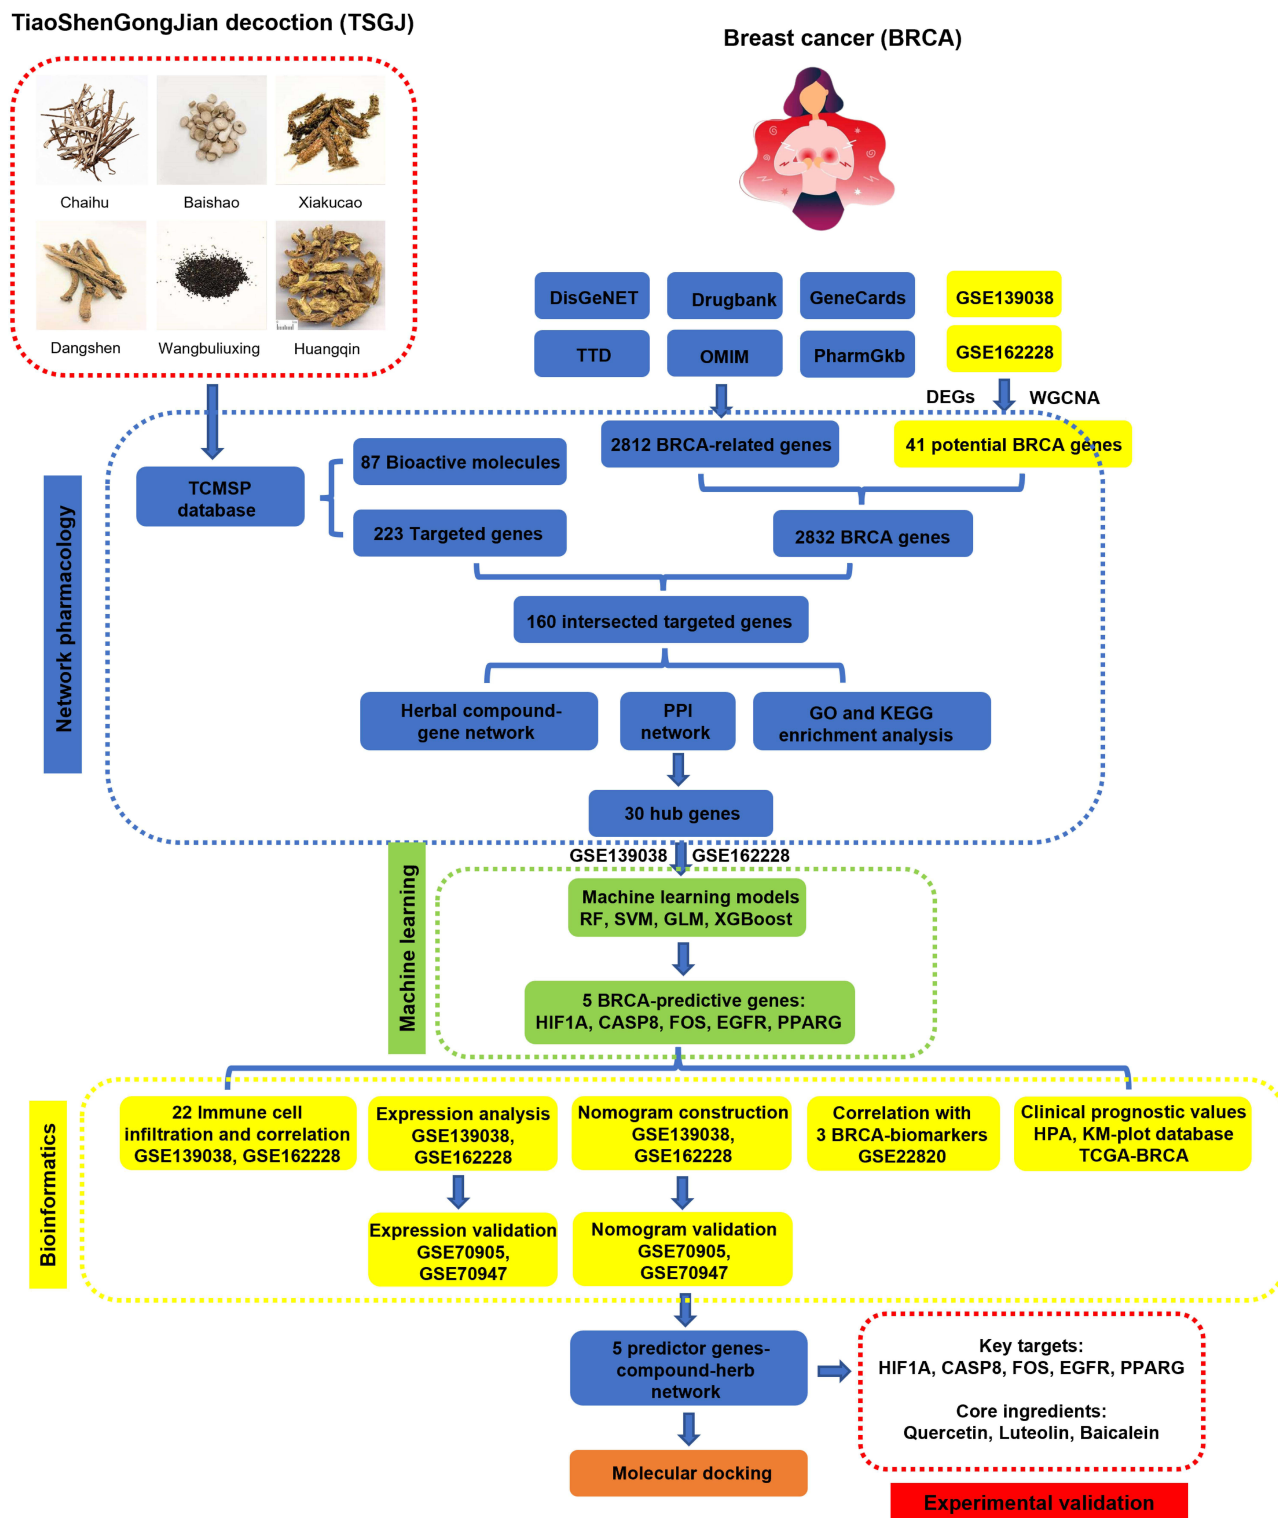 TiaoShenGongJian decoction (TSGJ)
Chaihu
Baishao
Xiakucao
Dangshen
Wangbuliuxing
Huangqin
Breast cancer (BRCA)
DisGeNET
Drugbank
GeneCards
GSE139038
TTD
OMIM
PharmGkb
GSE162228
DEGs
WGCNA
Network pharmacology
TCMSP
database
87 Bioactive molecules
223 Targeted genes
2812 BRCA-related genes
41 potential BRCA genes
2832 BRCA genes
160 intersected targeted genes
Herbal compound-
gene network
PPI
network
GO and KEGG
enrichment analysis
30 hub genes
GSE139038
GSE162228
Machine learning
Machine learning models
RF, SVM, GLM, XGBoost
5 BRCA-predictive genes:
HIF1A, CASP8, FOS, EGFR, PPARG
Bioinformatics
22 Immune cell
infiltration and correlation
GSE139038, GSE162228
Expression analysis
GSE139038,
GSE162228
Nomogram construction
GSE139038,
GSE162228
Correlation with
3 BRCA-biomarkers
GSE22820
Clinical prognostic values
HPA, KM-plot database
TCGA-BRCA
Expression validation
GSE70905,
GSE70947
Nomogram validation
GSE70905,
GSE70947
5 predictor genes-
compound-herb
network
Key targets:
HIF1A, CASP8, FOS, EGFR, PPARG
Core ingredients:
Quercetin, Luteolin, Baicalein
Molecular docking
Experimental validation